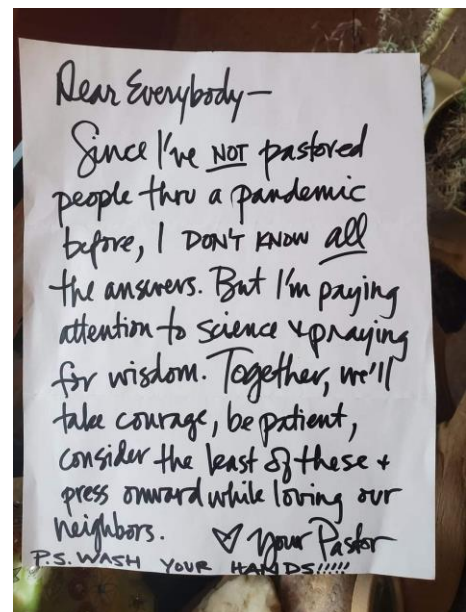 Dear Everybody—
Since I've NOT pastored
people thru a pandemic
before, I DON'T KNOW all
the answers. But I'm paying
attention to science + praying
for wisdom. Together, we'll
take courage, be patient,
consider the least of these +
press onward while loving our
neighbors. ♡ Your Pastor
P.S. WASH YOUR HANDS!!!!!